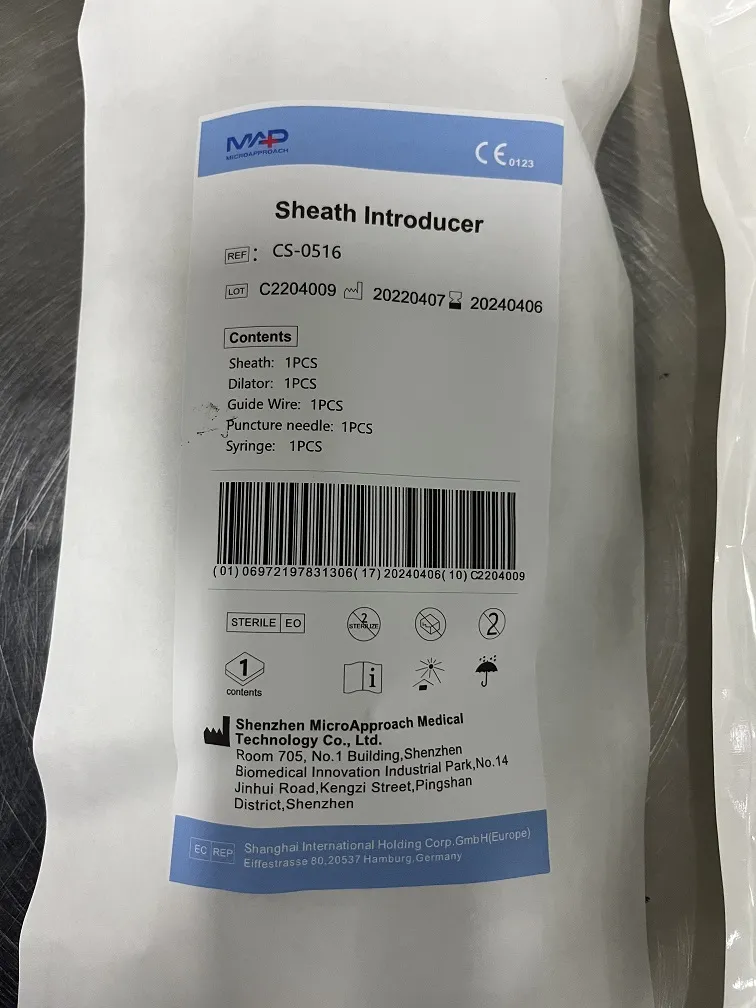 MAP
MICROAPPROACH
CE 0123
Sheath Introducer
REF : CS-0516
LOT C2204009 20220407 20240406
Contents
Sheath: 1PCS
Dilator: 1PCS
Guide Wire: 1PCS
Puncture needle: 1PCS
Syringe: 1PCS
(01)06972197831306(17)20240406(10)C2204009
STERILE EO
2
STERILIZE
2
1
contents
i
Shenzhen MicroApproach Medical
Technology Co., Ltd.
Room 705, No.1 Building,Shenzhen
Biomedical Innovation Industrial Park,No.14
Jinhui Road,Kengzi Street,Pingshan
District,Shenzhen
EC REP Shanghai International Holding Corp.GmbH(Europe)
Eiffestrasse 80,20537 Hamburg,Germany